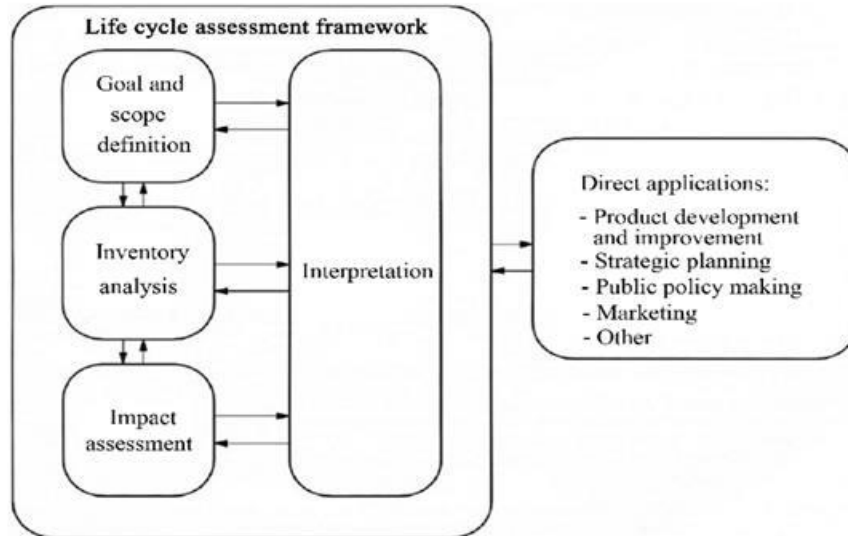 Life cycle assessment framework
Goal and
scope
definition
Inventory
analysis
Impact
assessment
Interpretation
Direct applications:
- Product development
and improvement
- Strategic planning
- Public policy making
- Marketing
- Other